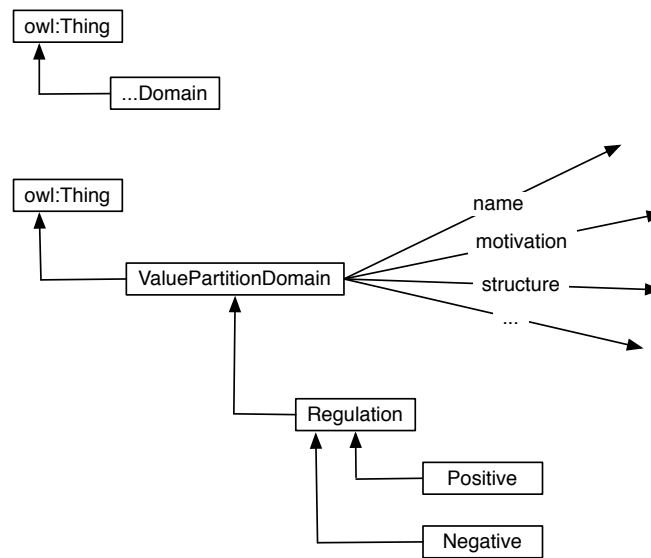 owl:Thing
...Domain
owl:Thing
name
motivation
ValuePartitionDomain
structure
...
Regulation
Positive
Negative